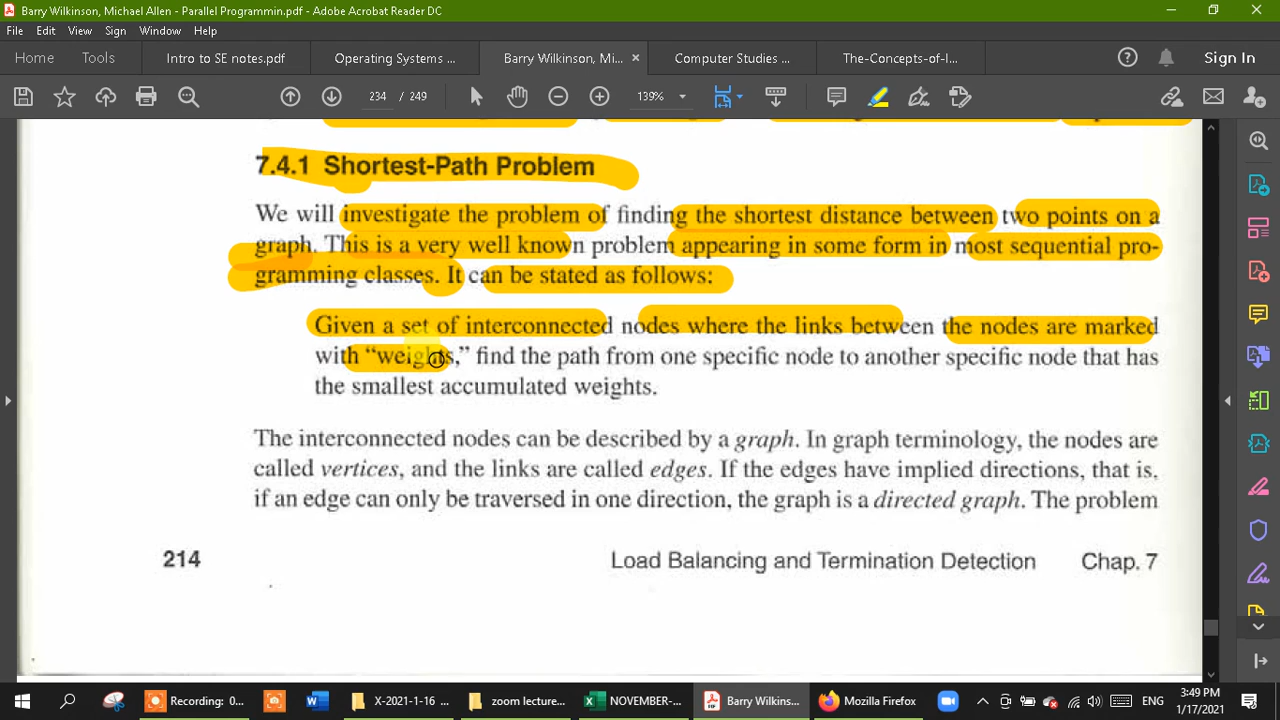 Barry Wilkinson, Michael Allen - Parallel Programmin.pdf - Adobe Acrobat Reader DC
File Edit View Sign Window Help
Home Tools Intro to SE notes.pdf Operating Systems ... Barry Wilkinson, Mi... × Computer Studies ... The-Concepts-of-I... Sign In
234 / 249 139%
7.4.1 Shortest-Path Problem
We will investigate the problem of finding the shortest distance between two points on a
graph. This is a very well known problem appearing in some form in most sequential pro-
gramming classes. It can be stated as follows:
Given a set of interconnected nodes where the links between the nodes are marked
with “weights,” find the path from one specific node to another specific node that has
the smallest accumulated weights.
The interconnected nodes can be described by a graph. In graph terminology, the nodes are
called vertices, and the links are called edges. If the edges have implied directions, that is,
if an edge can only be traversed in one direction, the graph is a directed graph. The problem
214 Load Balancing and Termination Detection Chap. 7
Recording: 0... X-2021-1-16 zoom lecture... NOVEMBER-... Barry Wilkins... Mozilla Firefox ENG 3:49 PM
1/17/2021